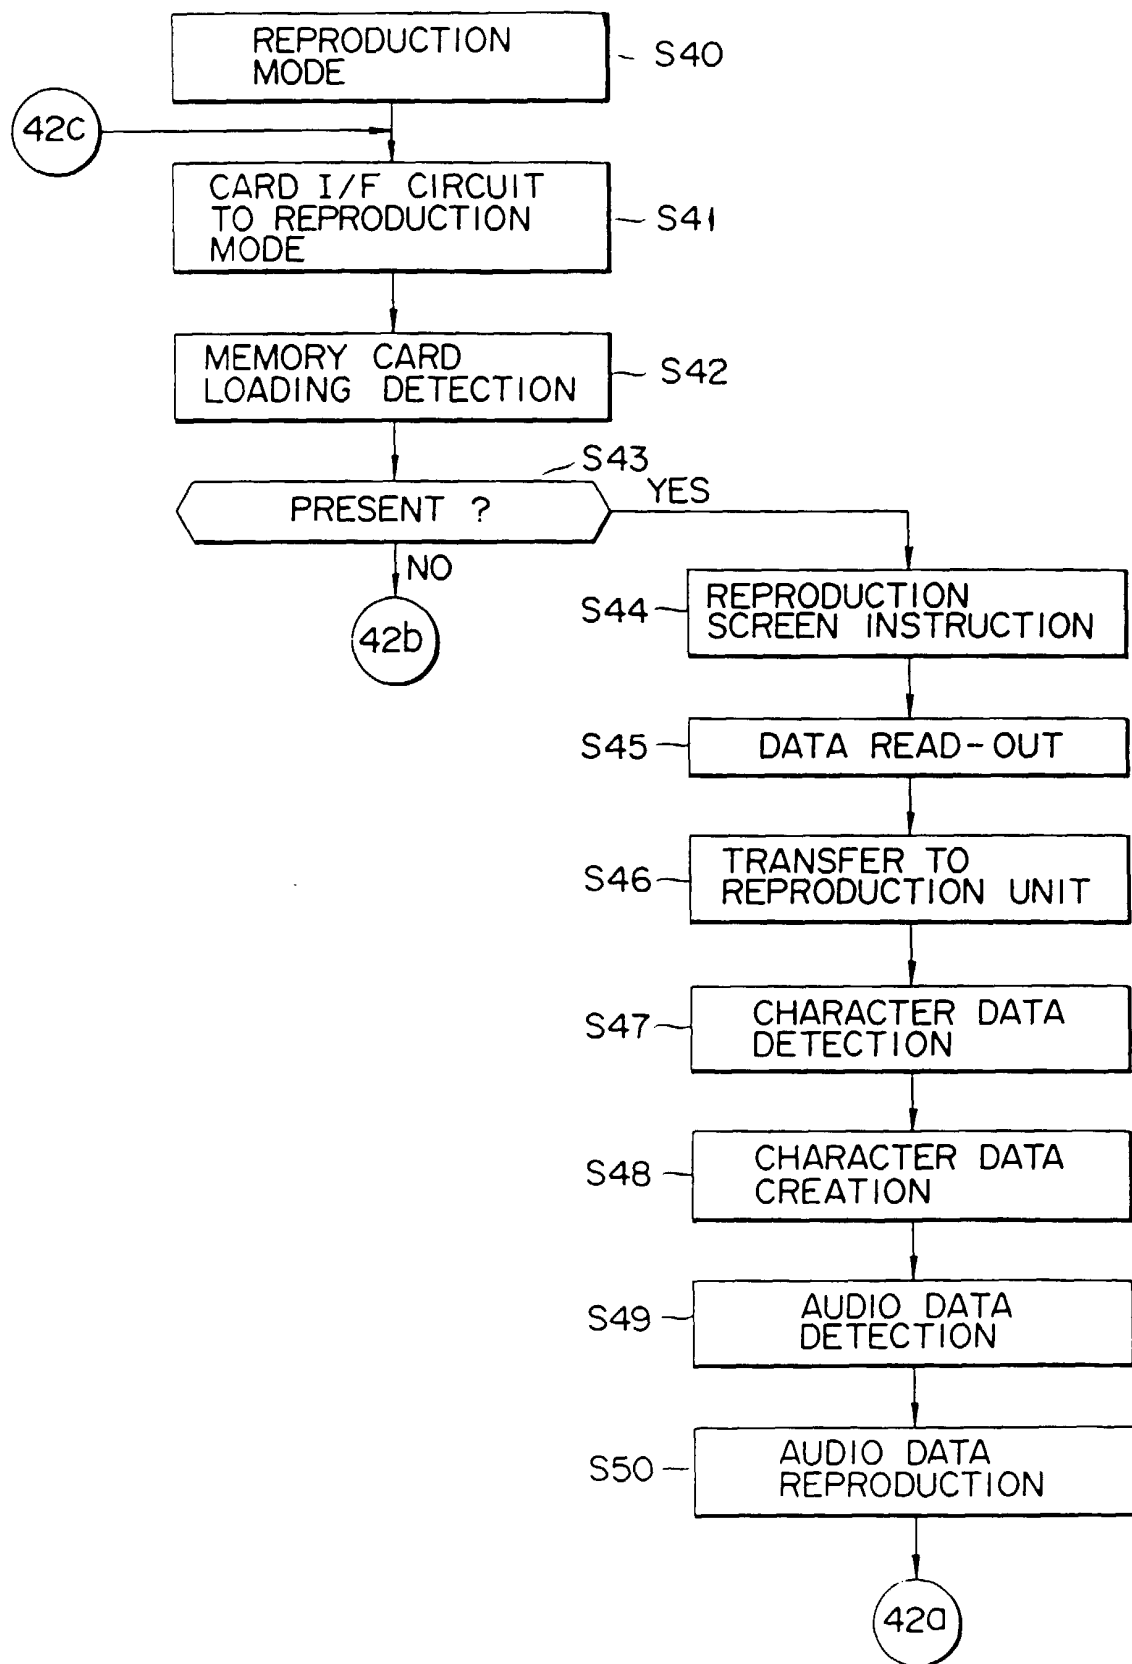 REPRODUCTION
MODE
S40
42c
CARD I/F CIRCUIT
TO REPRODUCTION
MODE
S41
MEMORY CARD
LOADING DETECTION
S42
S43
PRESENT ?
YES
NO
42b
S44
REPRODUCTION
SCREEN INSTRUCTION
S45
DATA READ-OUT
S46
TRANSFER TO
REPRODUCTION UNIT
S47
CHARACTER DATA
DETECTION
S48
CHARACTER DATA
CREATION
S49
AUDIO DATA
DETECTION
S50
AUDIO DATA
REPRODUCTION
42a